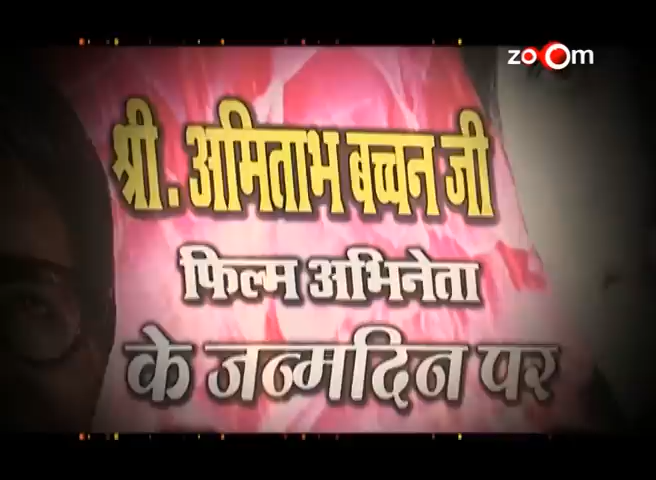 zoom
श्री. अमिताभ बच्चन जी
फिल्म अभिनेता
के जन्मदिन पर